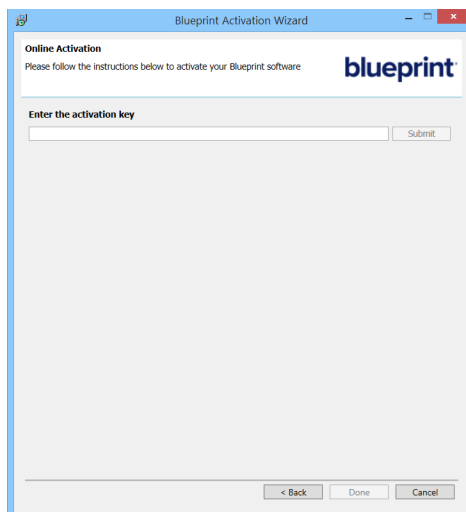 Blueprint Activation Wizard
Online Activation
Please follow the instructions below to activate your Blueprint software
blueprint
Enter the activation key
Submit
< Back Done Cancel